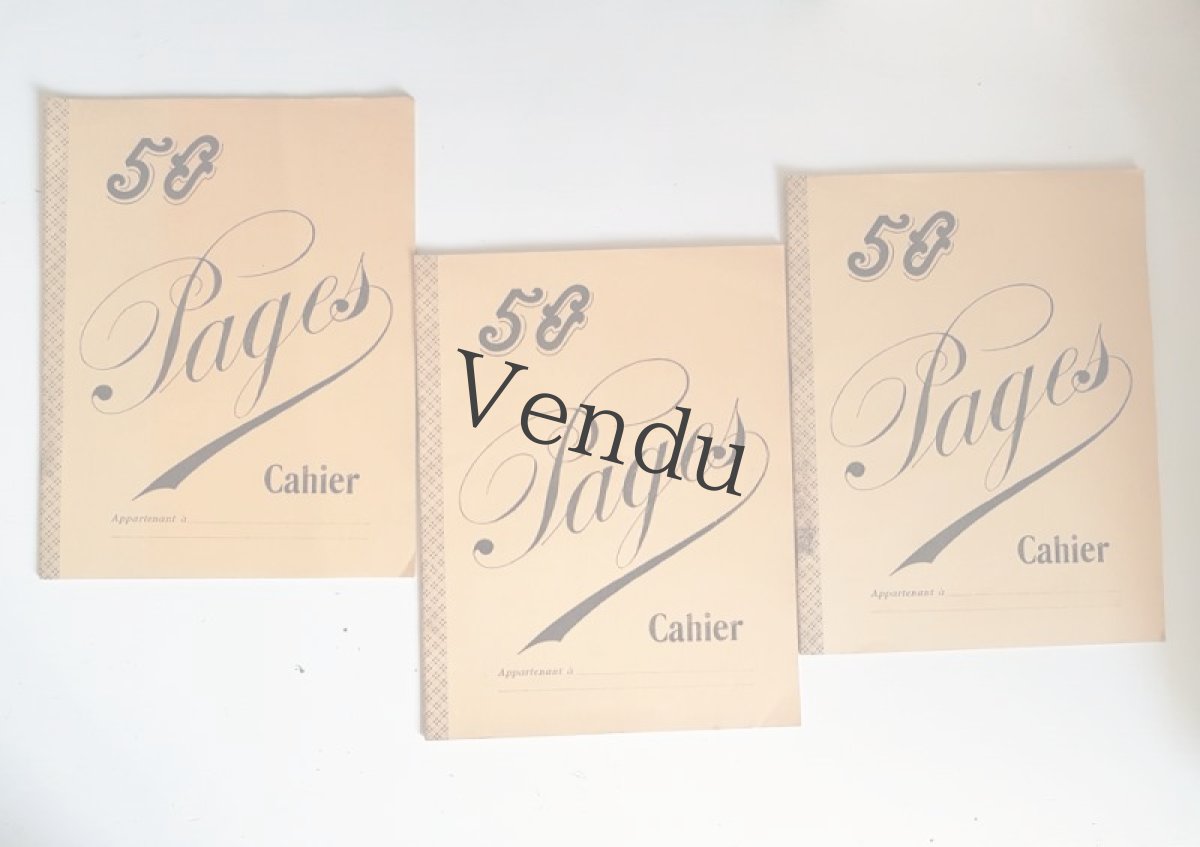 50
Pages
Cahier
Appartenant à
50
Pages
Cahier
Appartenant à
50
Pages
Cahier
Appartenant à
Vendu